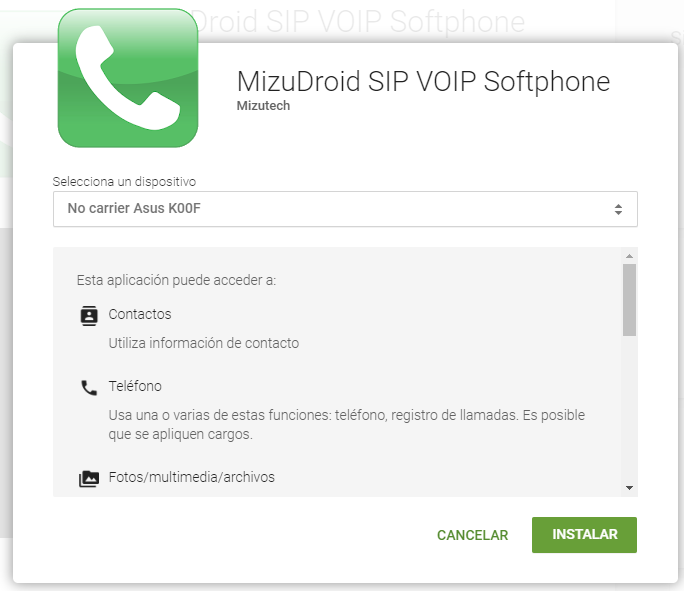 Droid SIP VOIP Softphone
MizuDroid SIP VOIP Softphone
Mizutech
Selecciona un dispositivo
No carrier Asus K00F
Esta aplicación puede acceder a:
Contactos
Utiliza información de contacto
Teléfono
Usa una o varias de estas funciones: teléfono, registro de llamadas. Es posible
que se apliquen cargos.
Fotos/multimedia/archivos
CANCELAR
INSTALAR